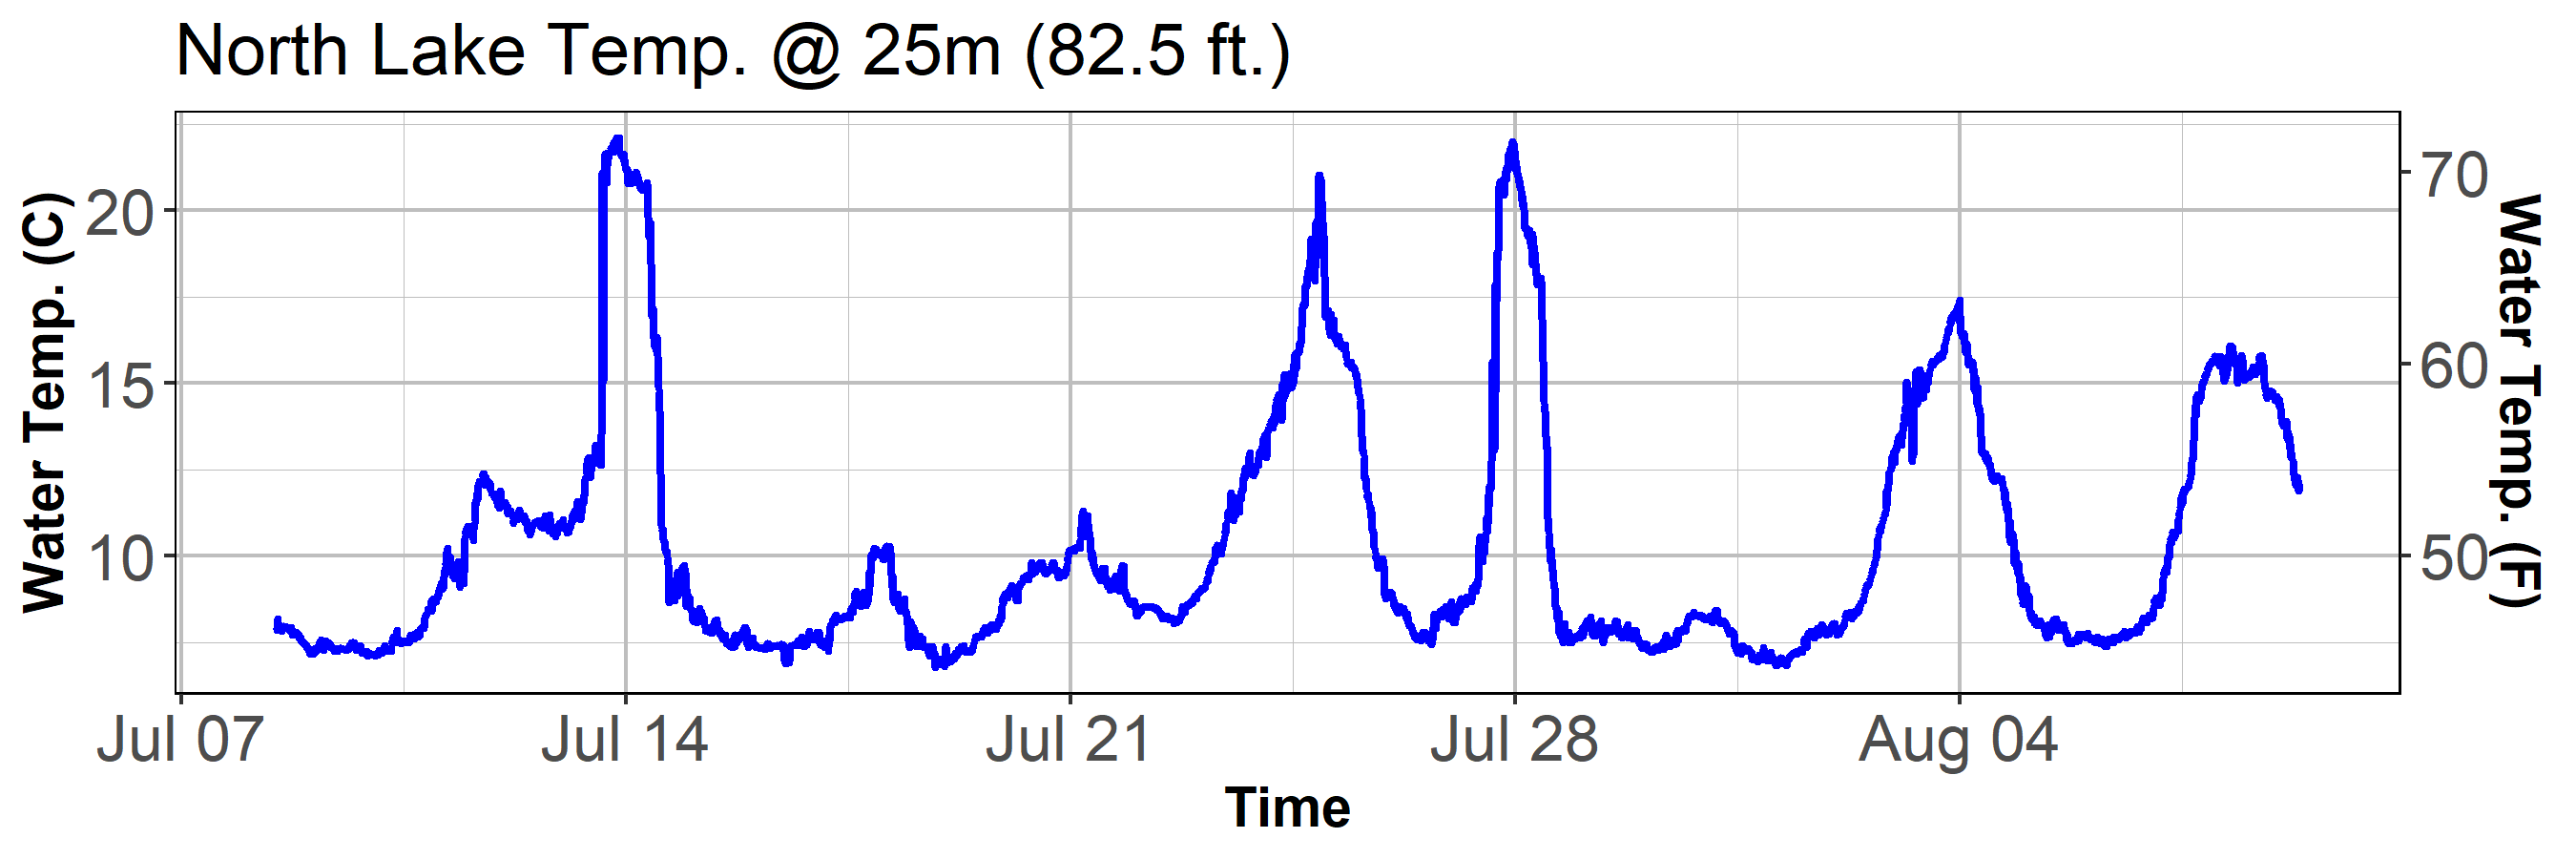 North Lake Temp. @ 25m (82.5 ft.)
Water Temp. (C)
20
15
10
70
60
50
Water Temp. (F)
Jul 07 Jul 14 Jul 21 Jul 28 Aug 04
Time